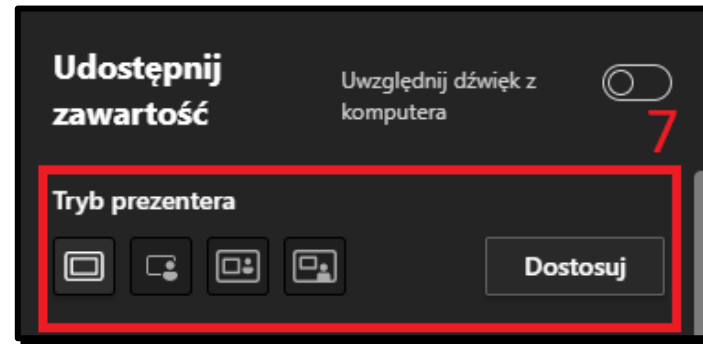 Udostępnij
zawartość
Uwzględnij dźwięk z
komputera
7
Tryb prezentera
Dostosuj